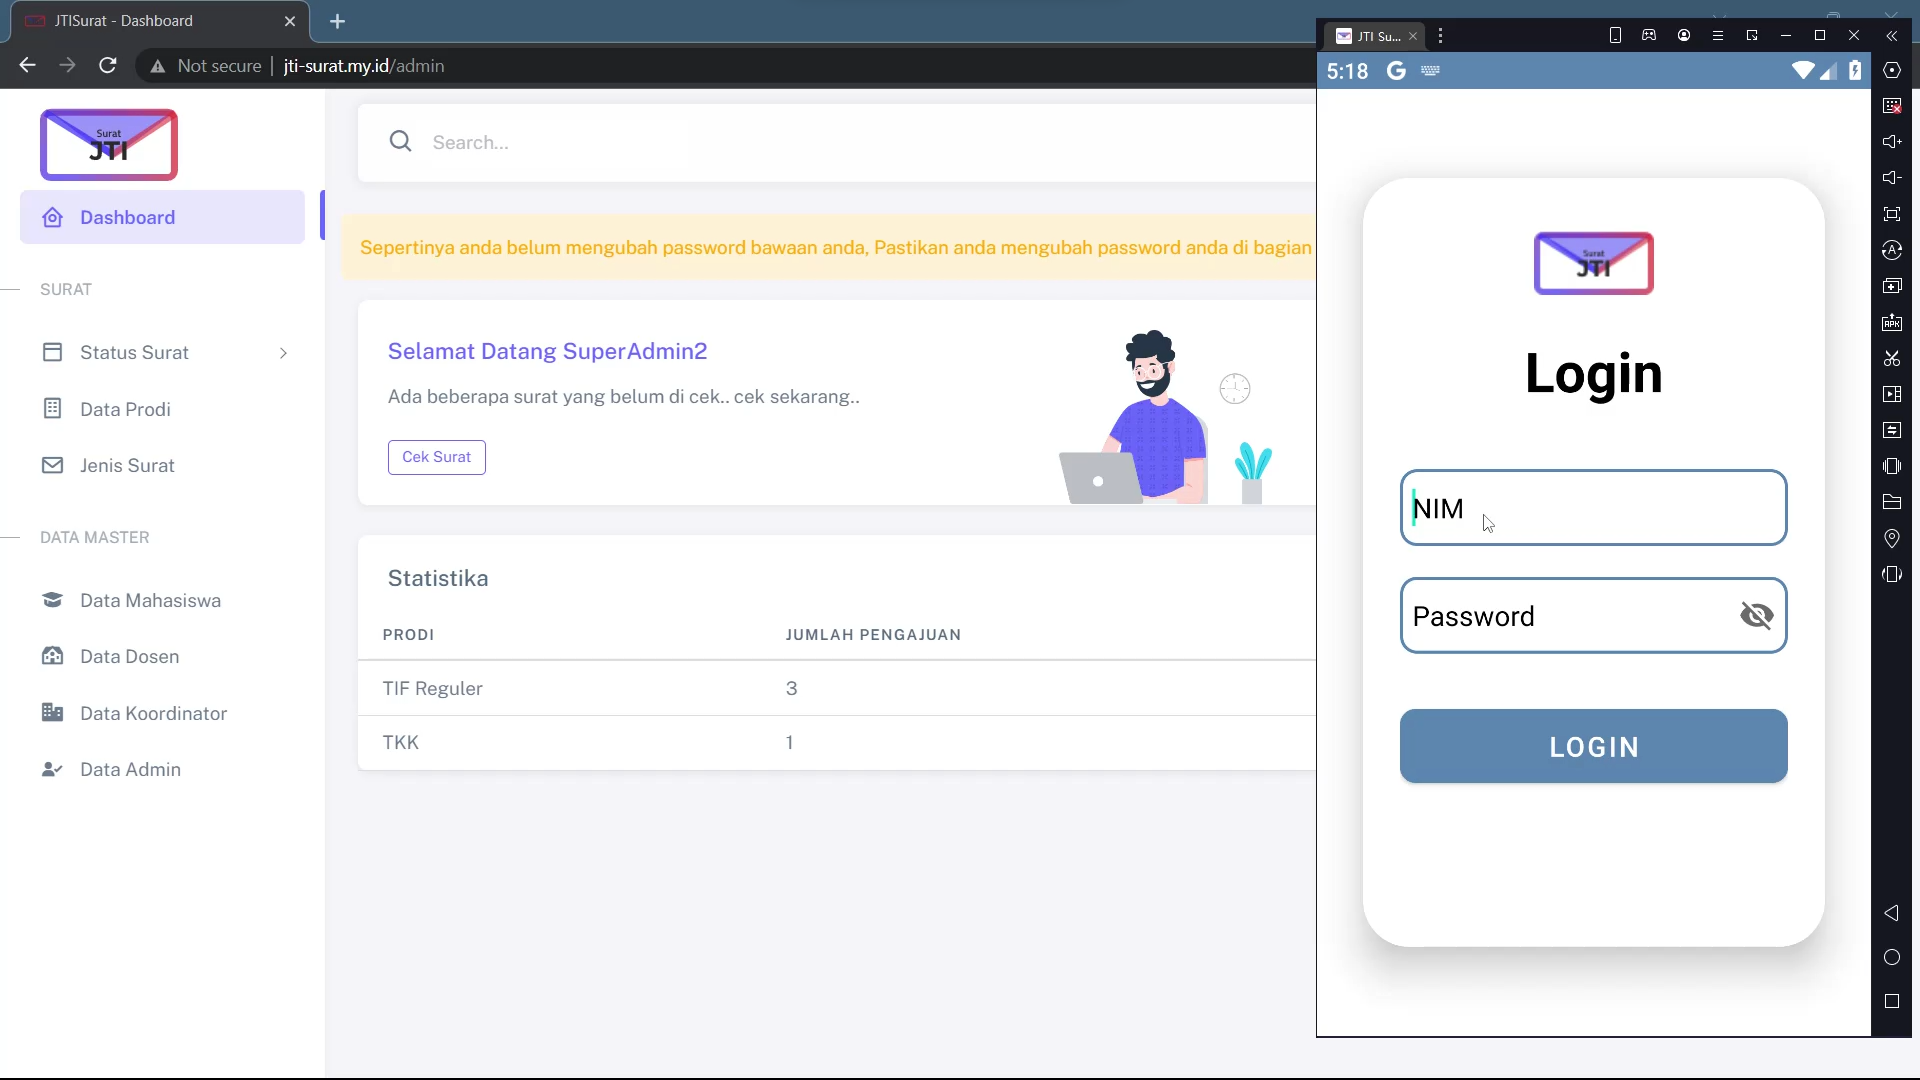 JTISurat - Dashboard
Not secure
jti-surat.my.id/admin
Surat
JTI
Dashboard
SURAT
Status Surat
Data Prodi
Jenis Surat
DATA MASTER
Data Mahasiswa
Data Dosen
Data Koordinator
Data Admin
Search...
Sepertinya anda belum mengubah password bawaan anda, Pastikan anda mengubah password anda di bagian
Selamat Datang SuperAdmin2
Ada beberapa surat yang belum di cek.. cek sekarang..
Cek Surat
Statistika
PRODI JUMLAH PENGAJUAN
TIF Reguler 3
TKK 1
JTI Su...
5:18
Surat
JTI
Login
NIM
Password
LOGIN
APK